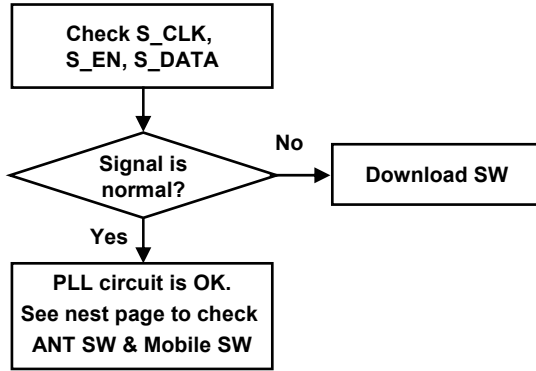 Check S_CLK,
S_EN, S_DATA
Signal is
normal?
No
Download SW
Yes
PLL circuit is OK.
See nest page to check
ANT SW & Mobile SW